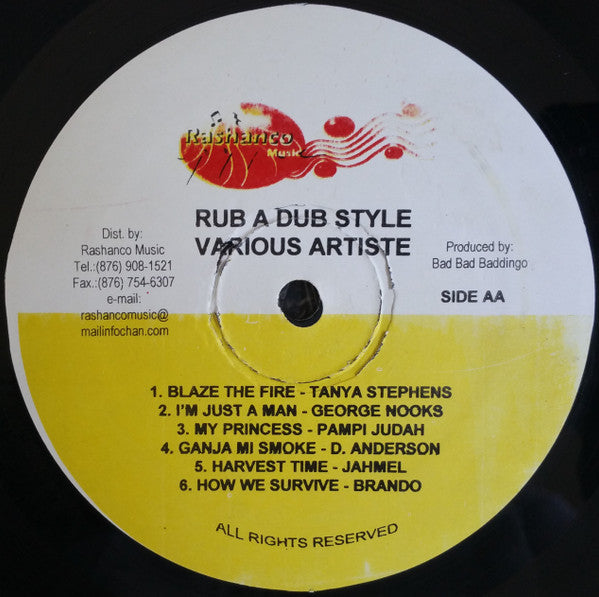 Rashanco
Music
RUB A DUB STYLE
VARIOUS ARTISTE
Dist. by:
Rashanco Music
Tel.:(876) 908-1521
Fax.:(876) 754-6307
e-mail:
rashancomusic@
mailinfochan.com
Produced by:
Bad Bad Baddingo
SIDE AA
1. BLAZE THE FIRE - TANYA STEPHENS
2. I'M JUST A MAN - GEORGE NOOKS
3. MY PRINCESS - PAMPI JUDAH
4. GANJA MI SMOKE - D. ANDERSON
5. HARVEST TIME - JAHMEL
6. HOW WE SURVIVE - BRANDO
ALL RIGHTS RESERVED